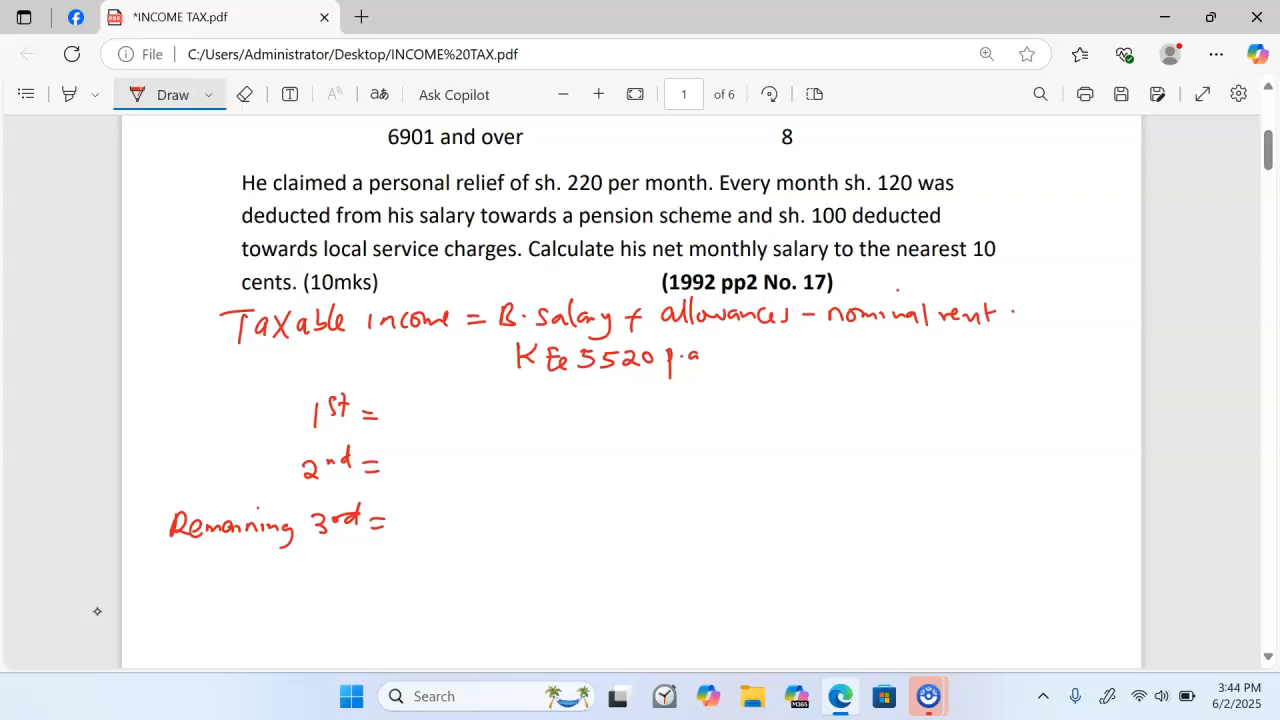 *INCOME TAX.pdf
File C:/Users/Administrator/Desktop/INCOME%20TAX.pdf
Draw aあ Ask Copilot 1 of 6
6901 and over 8
He claimed a personal relief of sh. 220 per month. Every month sh. 120 was
deducted from his salary towards a pension scheme and sh. 100 deducted
towards local service charges. Calculate his net monthly salary to the nearest 10
cents. (10mks) (1992 pp2 No. 17)
Taxable income = B. salary + allowances - nominal rent.
K£ 5520 p.a
1st =
2nd =
Remaining 3rd =
Search
M365
3:44 PM
6/2/2025